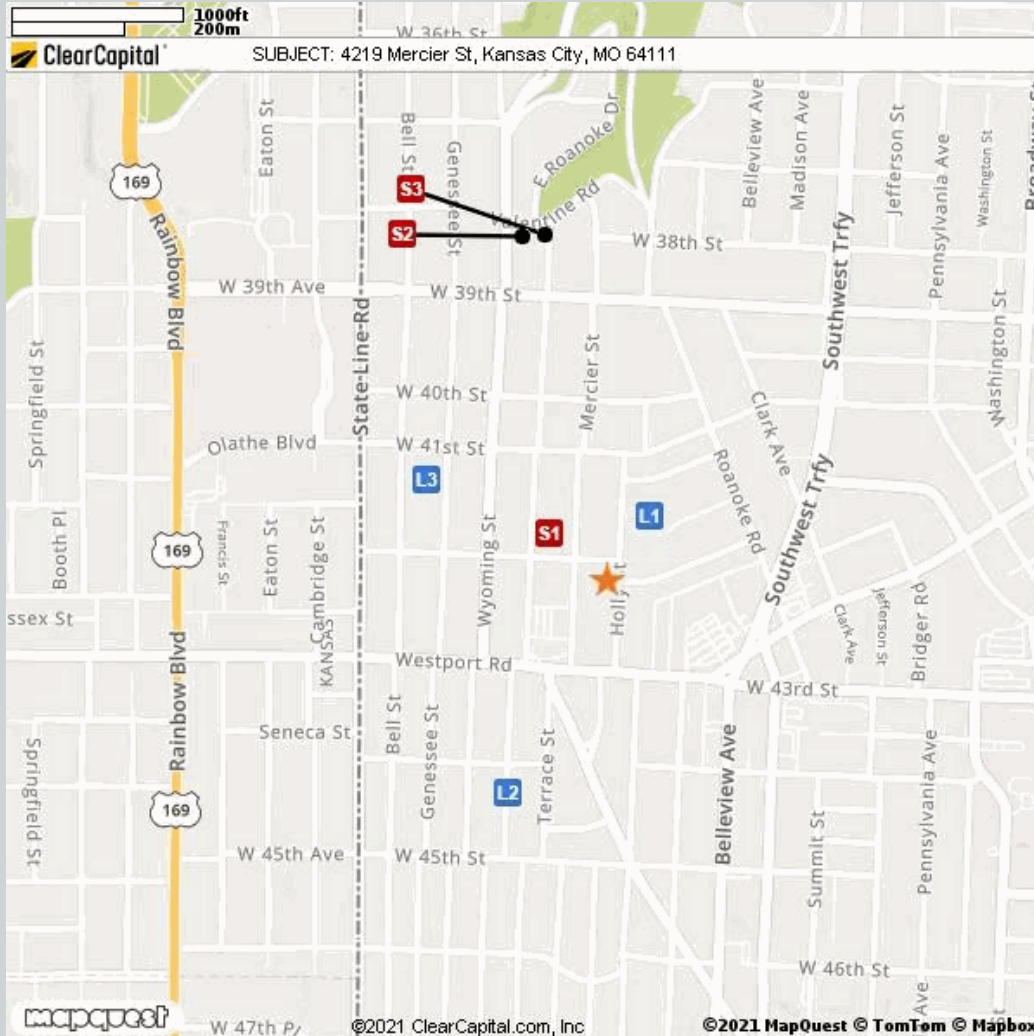 1000ft
200m
W 36th St
ClearCapital
SUBJECT: 4219 Mercier St, Kansas City, MO 64111
Eaton St
Bell St
Genessee St
E Roanoke Dr
Belleview Ave
Madison Ave
Jefferson St
Pennsylvania Ave
Washington St
169
S3
Valentine Rd
S2
W 38th St
Rainbow Blvd
W 39th Ave
W 39th St
State Line Rd
Southwest Trfy
Washington St
Springfield St
Mercier St
W 40th St
Clark Ave
Olathe Blvd
W 41st St
L3
Roanoke Rd
L1
S1
Booth Pl
169
Francis St
Eaton St
Cambridge St
Wyoming St
Southwest Trfy
Holly St
ssex St
KANSAS
Clark Ave
Jefferson St
Bridger Rd
Westport Rd
W 43rd St
Rainbow Blvd
Bell St
Genessee St
Seneca St
Terrace St
Belleview Ave
Springfield St
L2
169
Pennsylvania Ave
Summit St
W 45th Ave
W 45th St
W 46th St
Ave
mapquest
W 47th
©2021 ClearCapital.com, Inc
©2021 MapQuest © TomTom © Mapbox